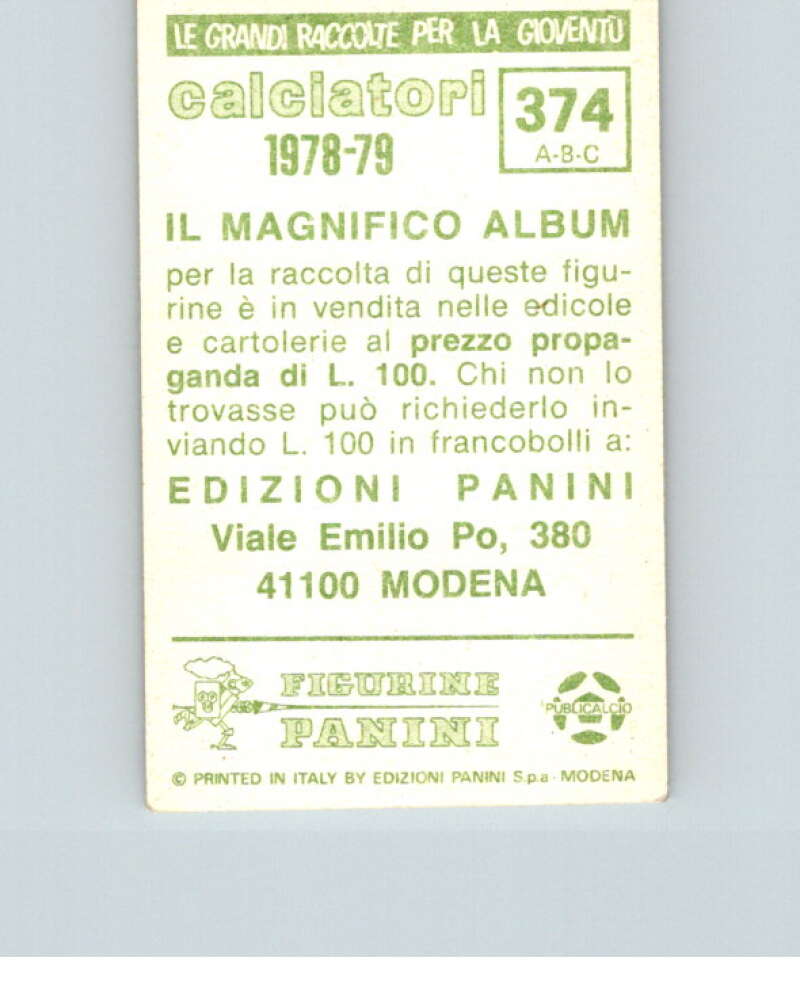 LE GRANDI RACCOLTE PER LA GIOVENTÙ
calciatori
1978-79
374
A-B-C
IL MAGNIFICO ALBUM
per la raccolta di queste figu-
rine è in vendita nelle edicole
e cartolerie al prezzo propa-
ganda di L. 100. Chi non lo
trovasse può richiederlo in-
viando L. 100 in francobolli a:
EDIZIONI PANINI
Viale Emilio Po, 380
41100 MODENA
FIGURINE
PANINI
PUBLICALCIO
© PRINTED IN ITALY BY EDIZIONI PANINI S.p.a - MODENA